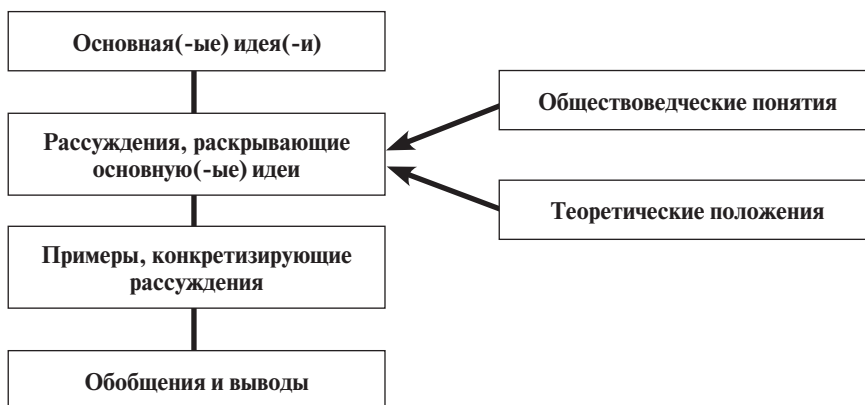 Основная(-ые) идея(-и)
Рассуждения, раскрывающие
основную(-ые) идеи
Обществоведческие понятия
Теоретические положения
Примеры, конкретизирующие
рассуждения
Обобщения и выводы